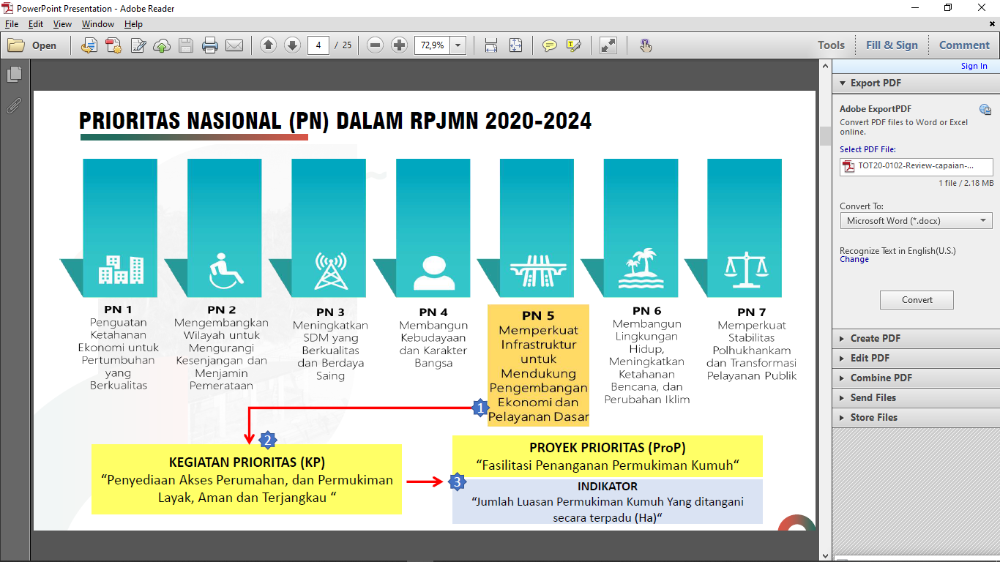 PowerPoint Presentation - Adobe Reader
File Edit View Window Help
Open
4 / 25
72,9%
Tools
Fill & Sign
Comment
Sign In
Export PDF
Adobe ExportPDF
Convert PDF files to Word or Excel
online.
Select PDF File:
TOT20-0102-Review-capaian-...
1 file / 2.18 MB
Convert To:
Microsoft Word (*.docx)
Recognize Text in English(U.S.)
Change
Convert
Create PDF
Edit PDF
Combine PDF
Send Files
Store Files
PRIORITAS NASIONAL (PN) DALAM RPJMN 2020-2024
PN 1
Penguatan
Ketahanan
Ekonomi untuk
Pertumbuhan
yang
Berkualitas
PN 2
Mengembangkan
Wilayah untuk
Mengurangi
Kesenjangan dan
Menjamin
Pemerataan
PN 3
Meningkatkan
SDM yang
Berkualitas
dan Berdaya
Saing
PN 4
Membangun
Kebudayaan
dan Karakter
Bangsa
PN 5
Memperkuat
Infrastruktur
untuk
Mendukung
Pengembangan
Ekonomi dan
Pelayanan Dasar
PN 6
Membangun
Lingkungan
Hidup,
Meningkatkan
Ketahanan
Bencana, dan
Perubahan Iklim
PN 7
Memperkuat
Stabilitas
Polhukhankam
dan Transformasi
Pelayanan Publik
1
2
KEGIATAN PRIORITAS (KP)
“Penyediaan Akses Perumahan, dan Permukiman
Layak, Aman dan Terjangkau “
3
PROYEK PRIORITAS (ProP)
“Fasilitasi Penanganan Permukiman Kumuh“
INDIKATOR
“Jumlah Luasan Permukiman Kumuh Yang ditangani
secara terpadu (Ha)“